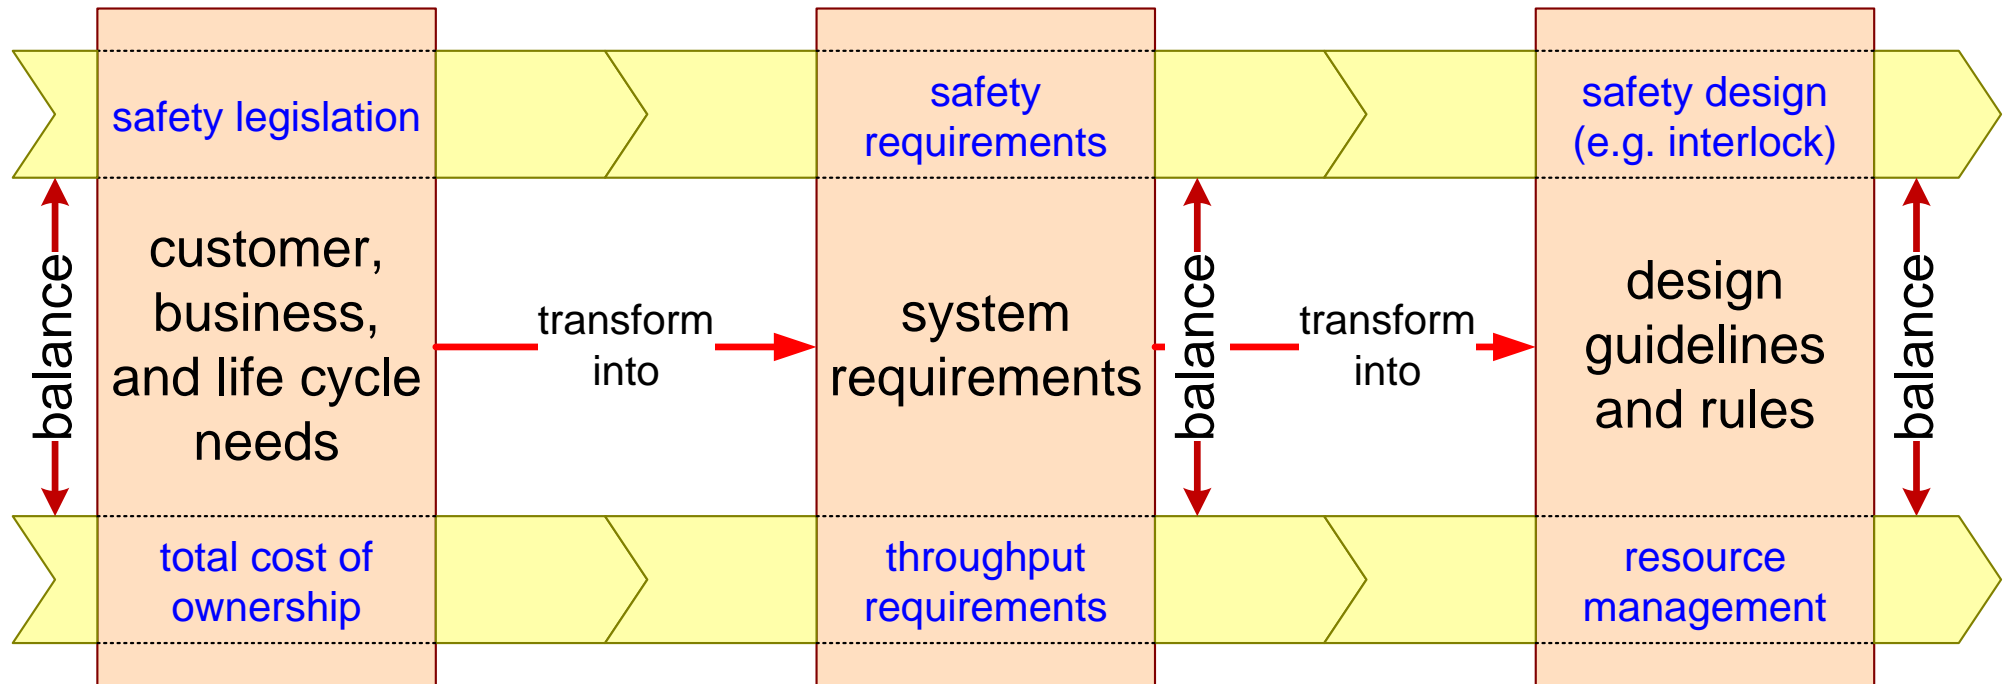 safety legislation
safety
requirements
safety design
(e.g. interlock)
balance
customer,
business,
and life cycle
needs
transform
into
system
requirements
balance
transform
into
design
guidelines
and rules
balance
total cost of
ownership
throughput
requirements
resource
management